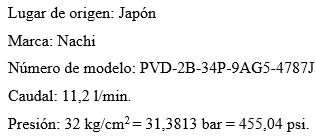 Lugar de origen: Japón
Marca: Nachi
Número de modelo: PVD-2B-34P-9AG5-4787J
Caudal: 11,2 l/min.
Presión: 32 kg/cm² = 31,3813 bar = 455,04 psi.